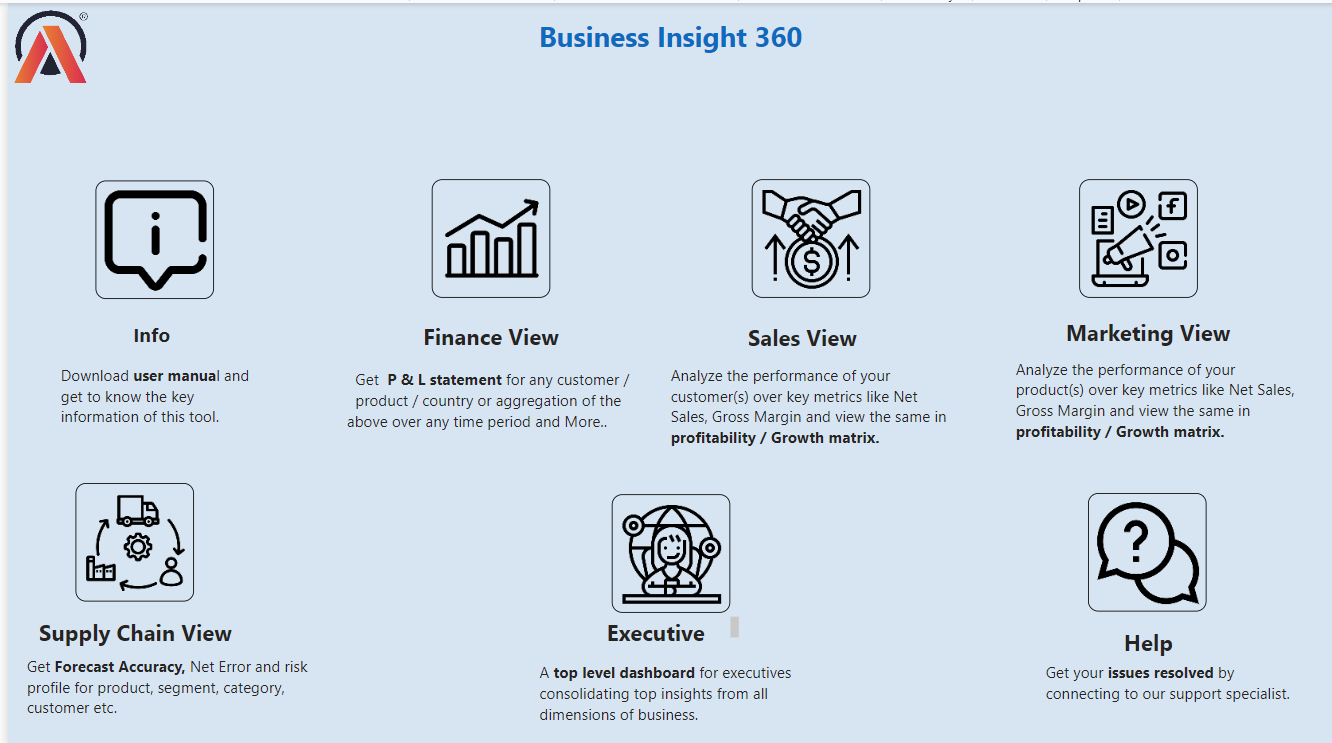 ®
Business Insight 360
Info
Download user manual and
get to know the key
information of this tool.
Finance View
Get P & L statement for any customer /
product / country or aggregation of the
above over any time period and More..
Sales View
Analyze the performance of your
customer(s) over key metrics like Net
Sales, Gross Margin and view the same in
profitability / Growth matrix.
Marketing View
Analyze the performance of your
product(s) over key metrics like Net Sales,
Gross Margin and view the same in
profitability / Growth matrix.
Supply Chain View
Get Forecast Accuracy, Net Error and risk
profile for product, segment, category,
customer etc.
Executive
A top level dashboard for executives
consolidating top insights from all
dimensions of business.
Help
Get your issues resolved by
connecting to our support specialist.